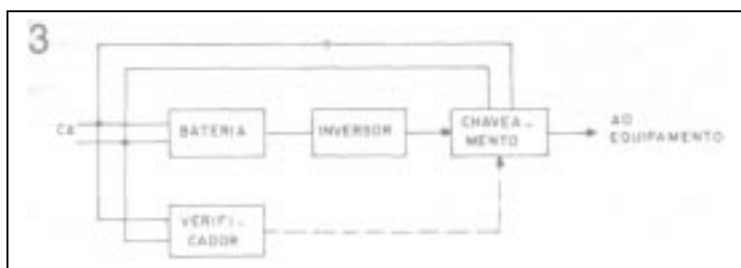 3
CA
BATERIA
INVERSOR
CHAVEA-
MENTO
AO
EQUIPAMENTO
VERIFI-
CADOR